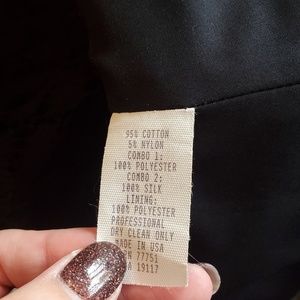 95% COTTON
5% NYLON
COMBO 1:
100% POLYESTER
COMBO 2:
100% SILK
LINING:
100% POLYESTER
PROFESSIONAL
DRY CLEAN ONLY
MADE IN USA
77751
19117